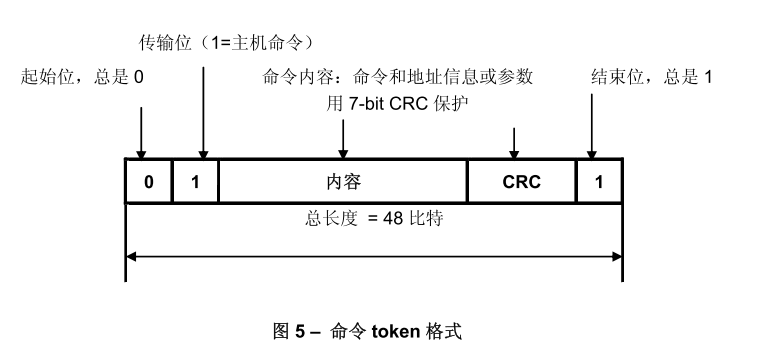 传输位（1=主机命令）
起始位，总是 0
命令内容：命令和地址信息或参数
结束位，总是 1
用 7-bit CRC 保护
0 1 内容 CRC 1
总长度 = 48 比特
图 5 – 命令 token 格式